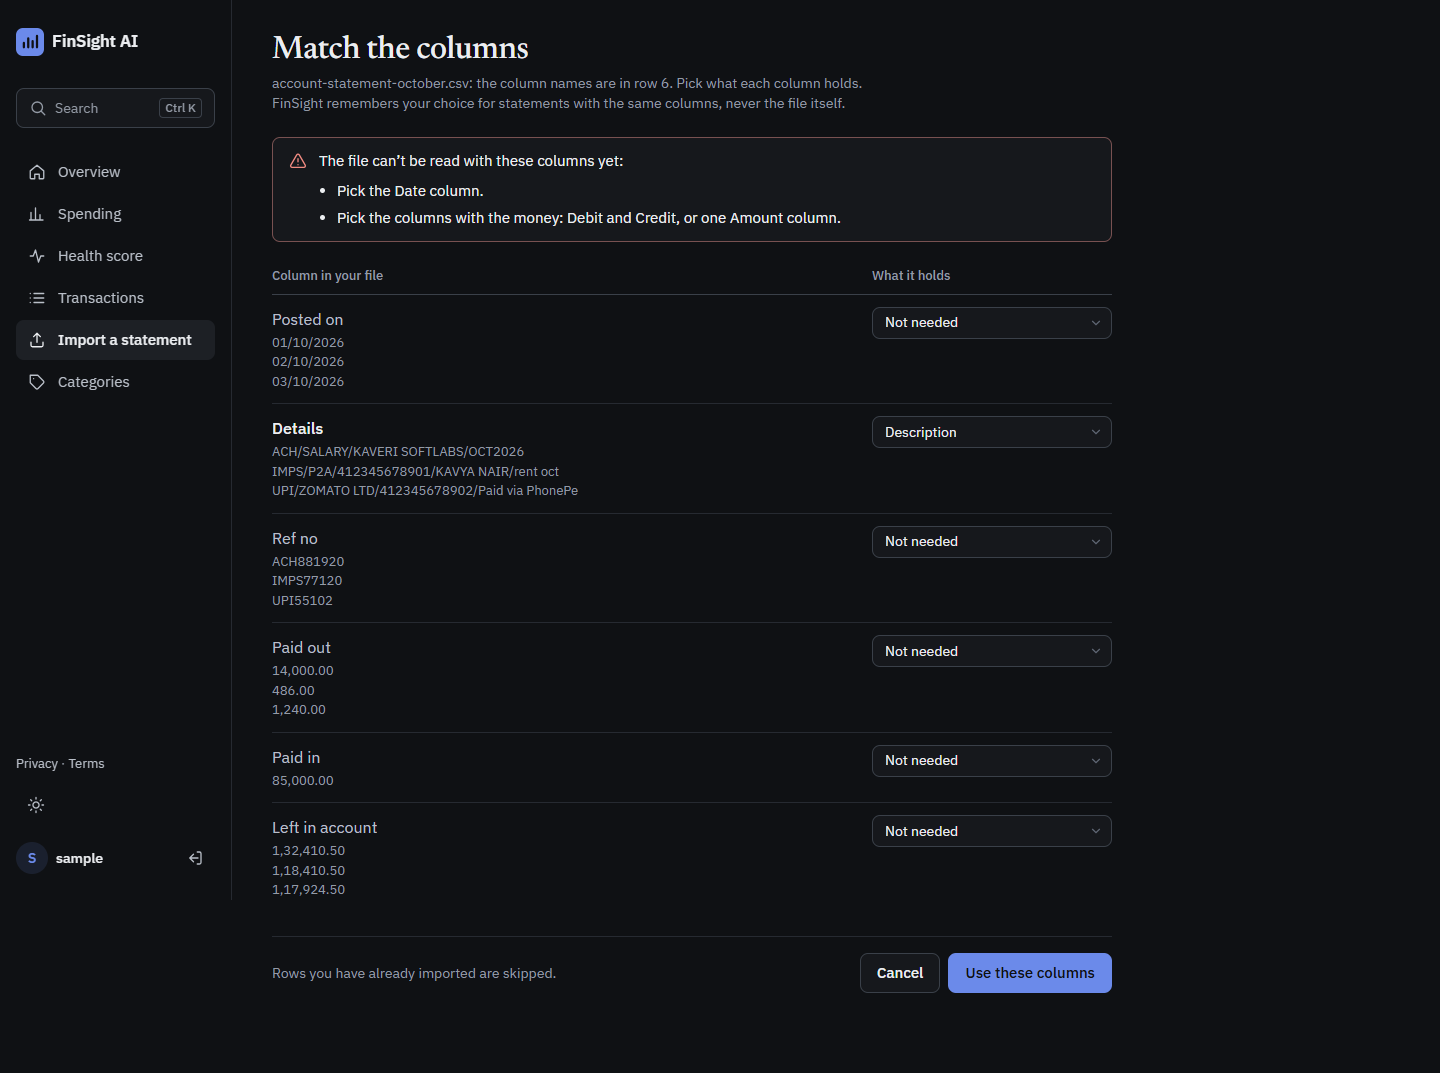 FinSight AI
Search
Ctrl K
Overview
Spending
Health score
Transactions
Import a statement
Categories
Privacy · Terms
S
sample
Match the columns
account-statement-october.csv: the column names are in row 6. Pick what each column holds.
FinSight remembers your choice for statements with the same columns, never the file itself.
The file can’t be read with these columns yet:
• Pick the Date column.
• Pick the columns with the money: Debit and Credit, or one Amount column.
Column in your file
What it holds
Posted on
Not needed
01/10/2026
02/10/2026
03/10/2026
Details
Description
ACH/SALARY/KAVERI SOFTLABS/OCT2026
IMPS/P2A/412345678901/KAVYA NAIR/rent oct
UPI/ZOMATO LTD/412345678902/Paid via PhonePe
Ref no
Not needed
ACH881920
IMPS77120
UPI55102
Paid out
Not needed
14,000.00
486.00
1,240.00
Paid in
Not needed
85,000.00
Left in account
Not needed
1,32,410.50
1,18,410.50
1,17,924.50
Rows you have already imported are skipped.
Cancel
Use these columns